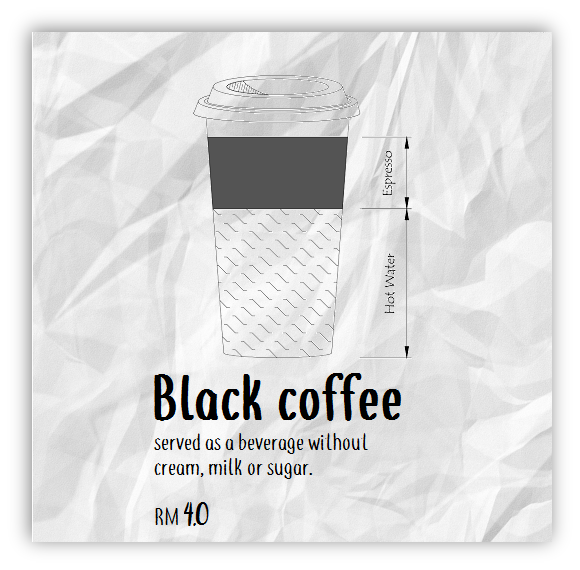 Espresso
Hot Water
Black coffee
served as a beverage without
cream, milk or sugar.
RM 4.0